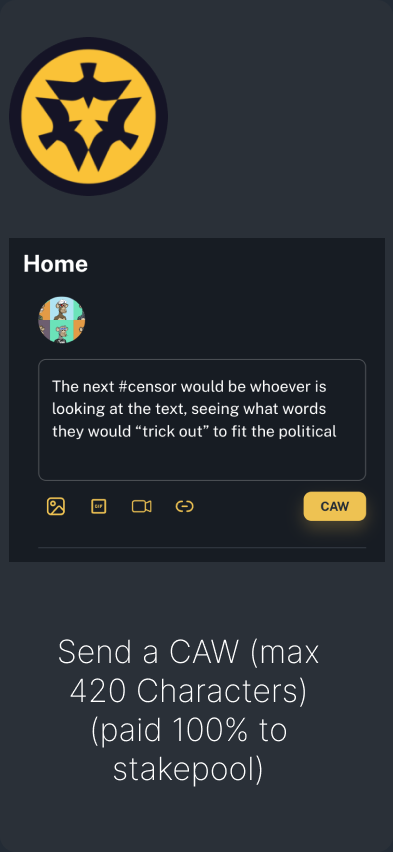 Home
The next #censor would be whoever is
looking at the text, seeing what words
they would “trick out” to fit the political
GIF
CAW
Send a CAW (max
420 Characters)
(paid 100% to
stakepool)